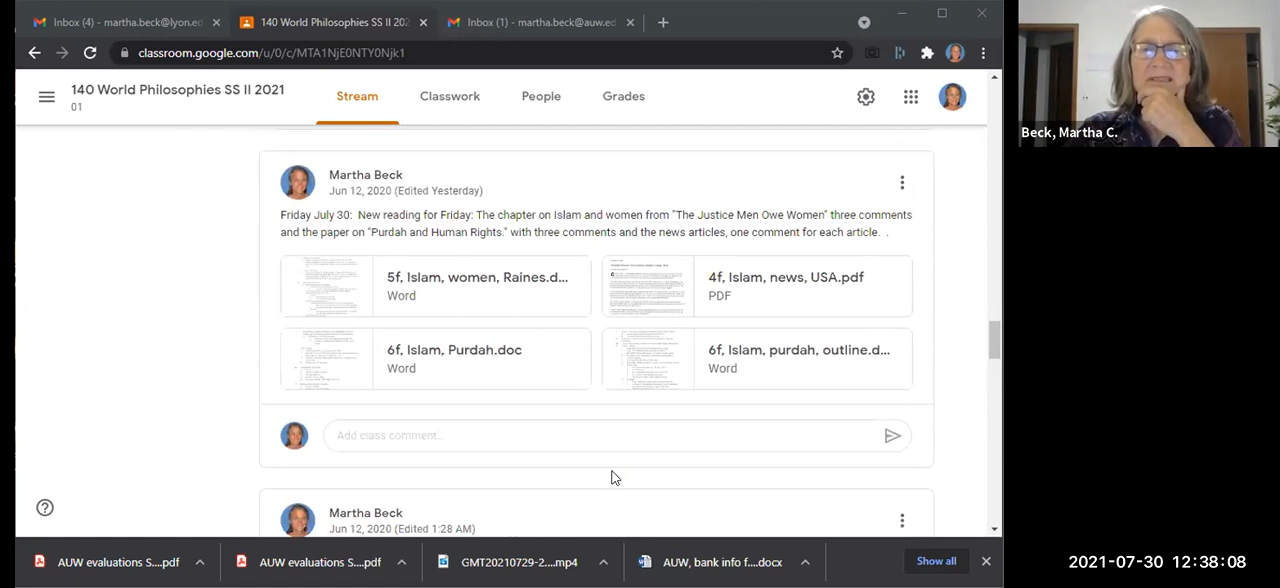 Inbox (4) - martha.beck@lyon.ed
140 World Philosophies SS II 202
Inbox (1) - martha.beck@auw.ed
classroom.google.com/u/0/c/MTA1NjE0NTY0Njk1
140 World Philosophies SS II 2021
01
Stream
Classwork
People
Grades
Beck, Martha C.
Martha Beck
Jun 12, 2020 (Edited Yesterday)
Friday July 30: New reading for Friday: The chapter on Islam and women from "The Justice Men Owe Women" three comments
and the paper on "Purdah and Human Rights." with three comments and the news articles, one comment for each article. .
5f, Islam, women, Raines.d...
Word
4f, Islam, news, USA.pdf
PDF
6f, Islam, Purdah.doc
Word
6f, Islam, purdah, outline.d...
Word
Add class comment...
Martha Beck
Jun 12, 2020 (Edited 1:28 AM)
AUW evaluations S....pdf
AUW evaluations S....pdf
GMT20210729-2....mp4
AUW, bank info f....docx
Show all
2021-07-30 12:38:08